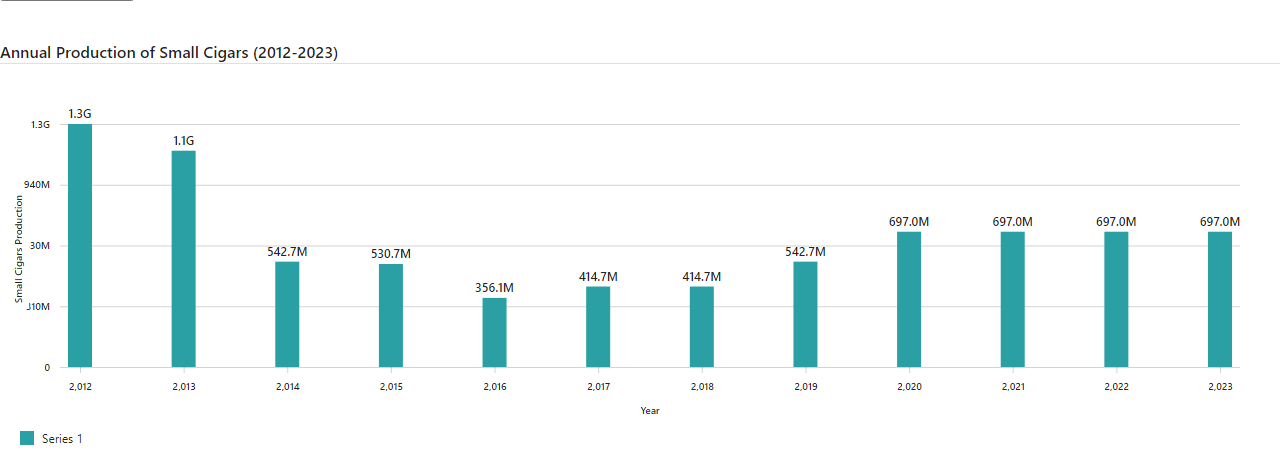 Annual Production of Small Cigars (2012-2023)
1.3G
1.1G
542.7M
530.7M
356.1M
414.7M
414.7M
542.7M
697.0M
697.0M
697.0M
697.0M
1.3G
940M
30M
310M
0
Small Cigars Production
2,012
2,013
2,014
2,015
2,016
2,017
2,018
2,019
2,020
2,021
2,022
2,023
Year
Series 1